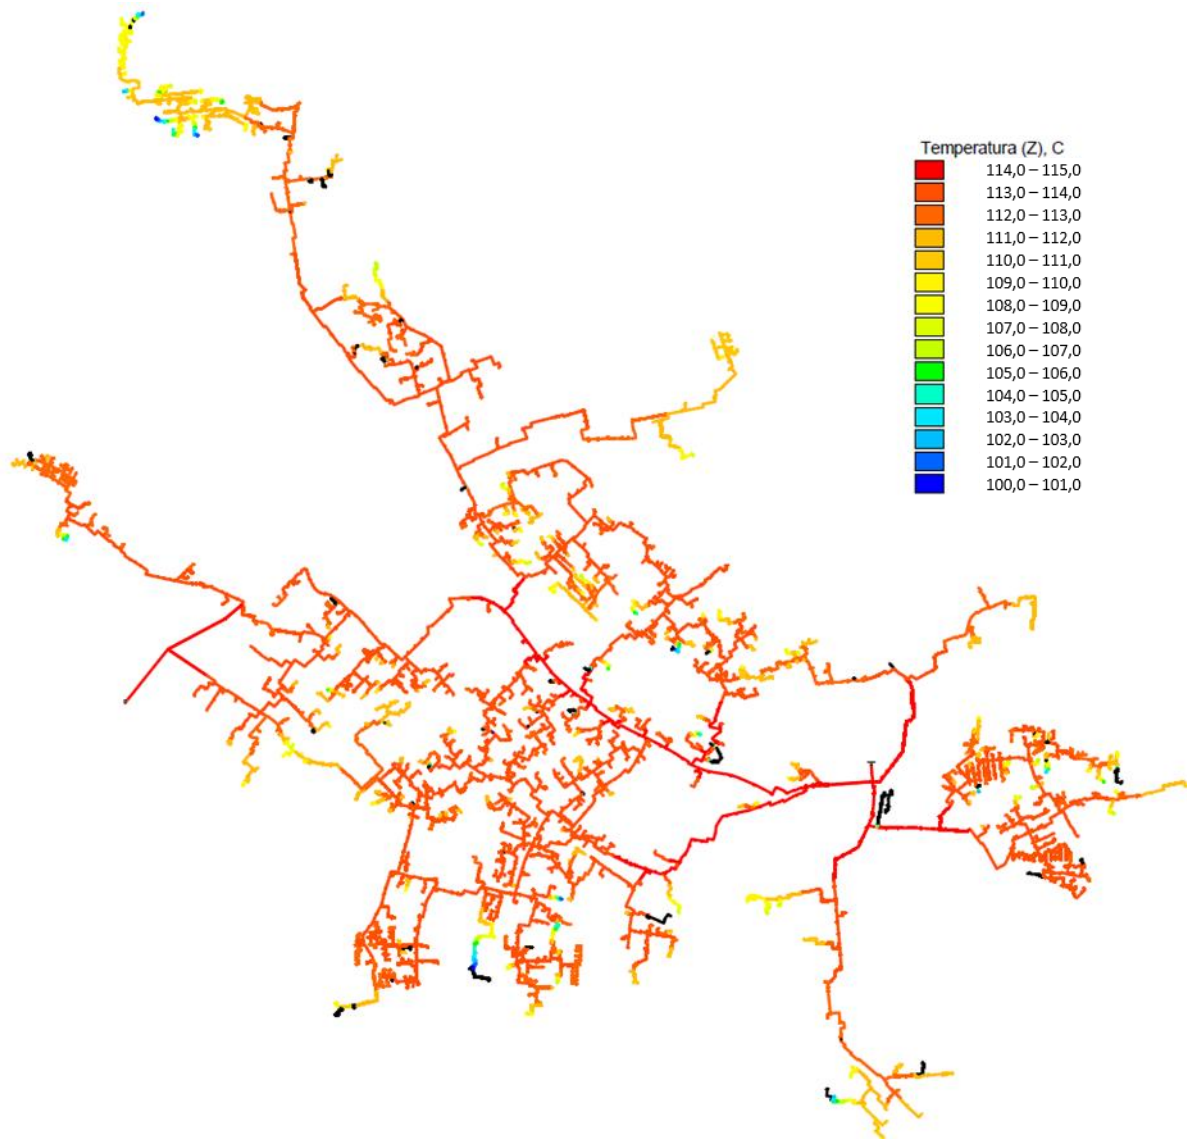 Temperatura (Z), C
114,0 – 115,0
113,0 – 114,0
112,0 – 113,0
111,0 – 112,0
110,0 – 111,0
109,0 – 110,0
108,0 – 109,0
107,0 – 108,0
106,0 – 107,0
105,0 – 106,0
104,0 – 105,0
103,0 – 104,0
102,0 – 103,0
101,0 – 102,0
100,0 – 101,0